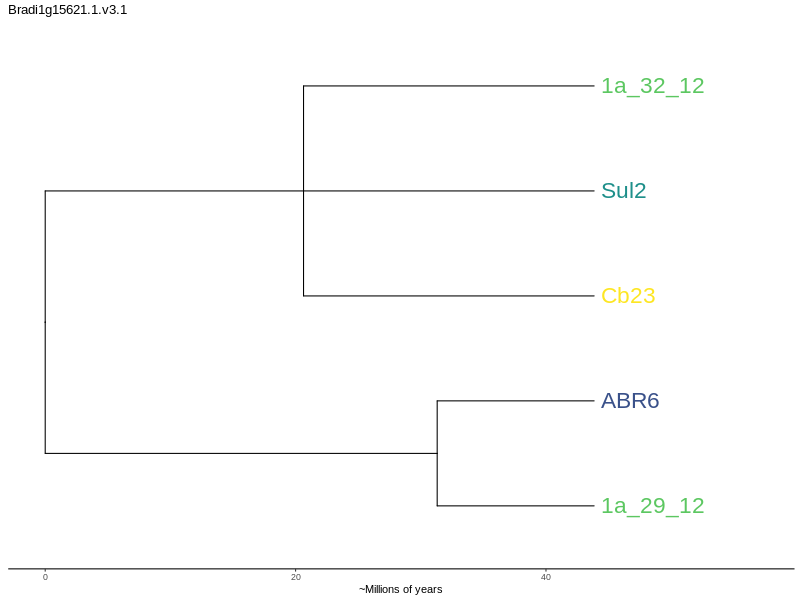 Bradi1g15621.1.v3.1
1a_32_12
Sul2
Cb23
ABR6
1a_29_12
0 20 40
~Millions of years